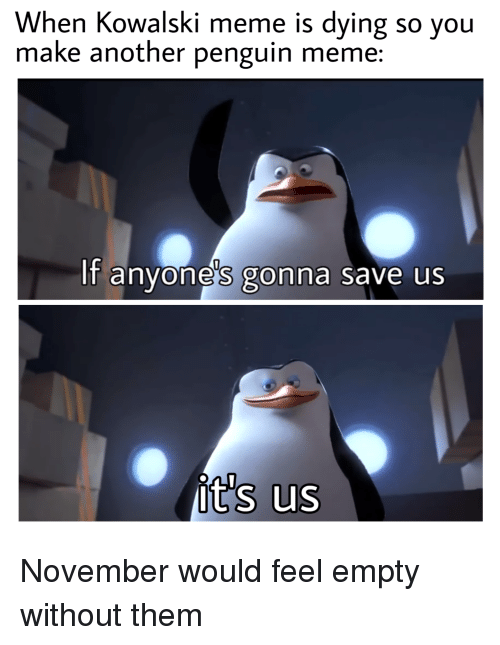 When Kowalski meme is dying so you
make another penguin meme:
If anyone's gonna save us
it's us
November would feel empty
without them